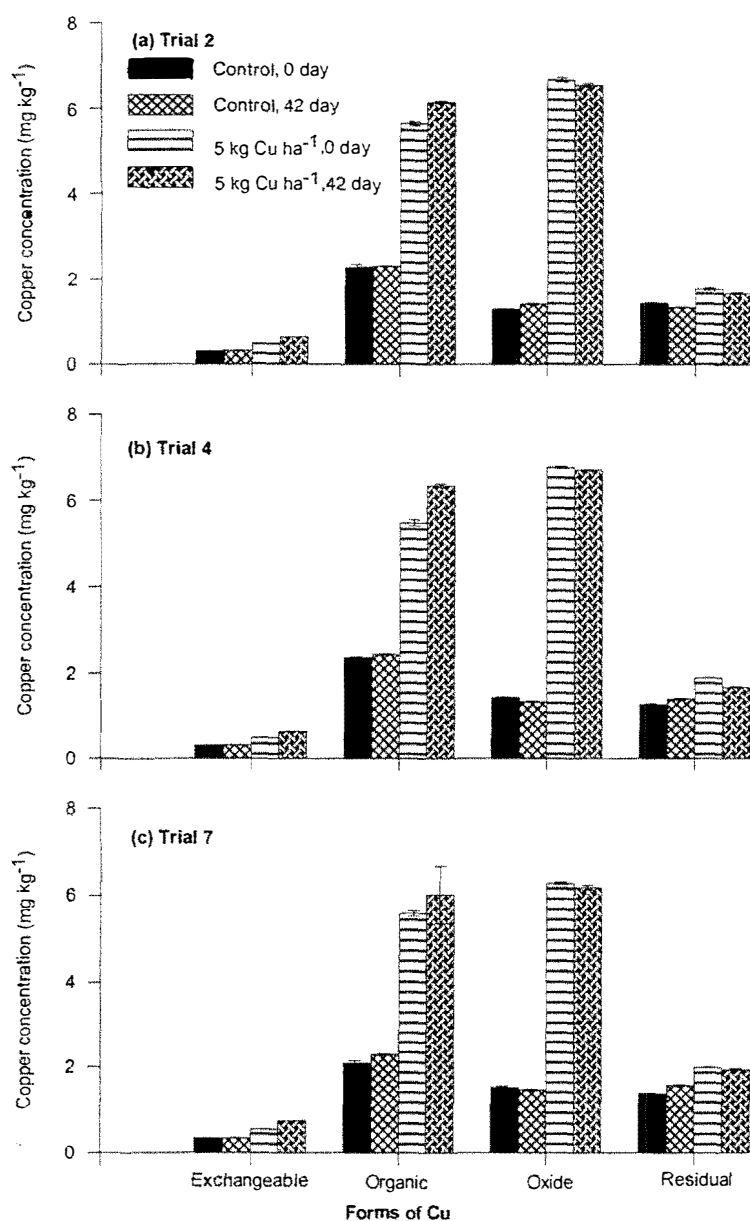 8
6
4
2
0
Copper concentration (mg kg⁻¹)
(a) Trial 2
Control, 0 day
Control, 42 day
5 kg Cu ha⁻¹,0 day
5 kg Cu ha⁻¹,42 day
8
6
4
2
0
Copper concentration (mg kg⁻¹)
(b) Trial 4
8
6
4
2
0
Copper concentration (mg kg⁻¹)
(c) Trial 7
Exchangeable Organic Oxide Residual
Forms of Cu